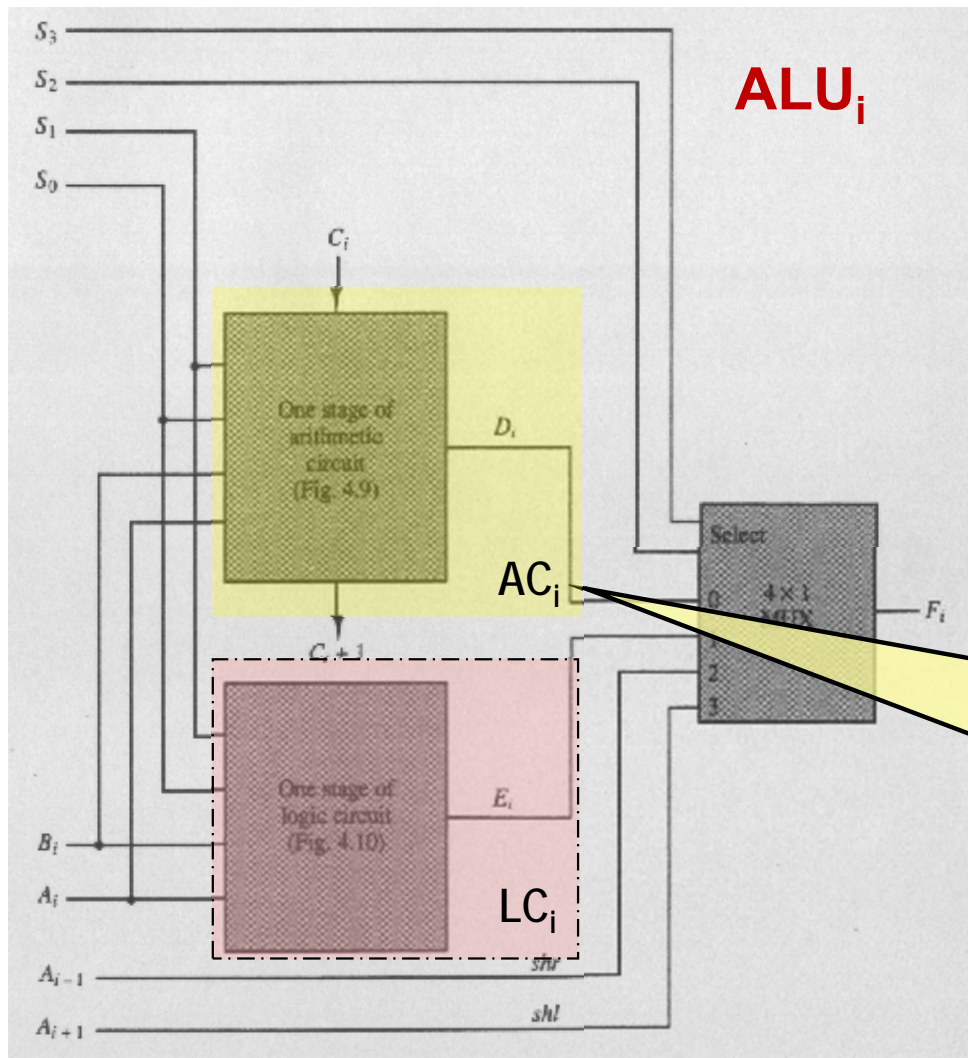 S₃
S₂
ALUᵢ
S₁
S₀
Cᵢ
One stage of
arithmetic
circuit
(Fig. 4.9)
Dᵢ
Select
ACᵢ
0
4 × 1
MUX
Fᵢ
1
Cᵢ + 1
2
3
One stage of
logic circuit
(Fig. 4.10)
Eᵢ
Bᵢ
Aᵢ
LCᵢ
Aᵢ₋₁
shr
Aᵢ₊₁
shl